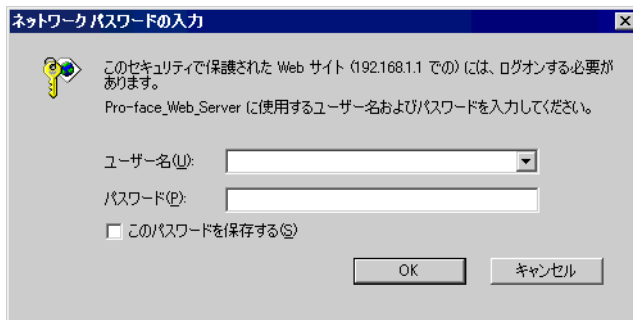 ネットワーク パスワードの入力
このセキュリティで保護された Web サイト (192.168.1.1 での) には、ログオンする必要が
あります。
Pro-face_Web_Server に使用するユーザー名およびパスワードを入力してください。
ユーザー名(U):
パスワード(P):
このパスワードを保存する(S)
OK
キャンセル